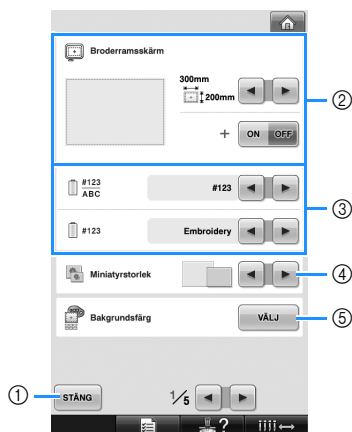 Broderramsskärm
300mm
200mm
+ ON OFF
②
#123
ABC
#123
③
#123
Embroidery
Miniatyrstorlek
④
Bakgrundsfärg
VÄLJ
⑤
①
STÄNG
1/5
?